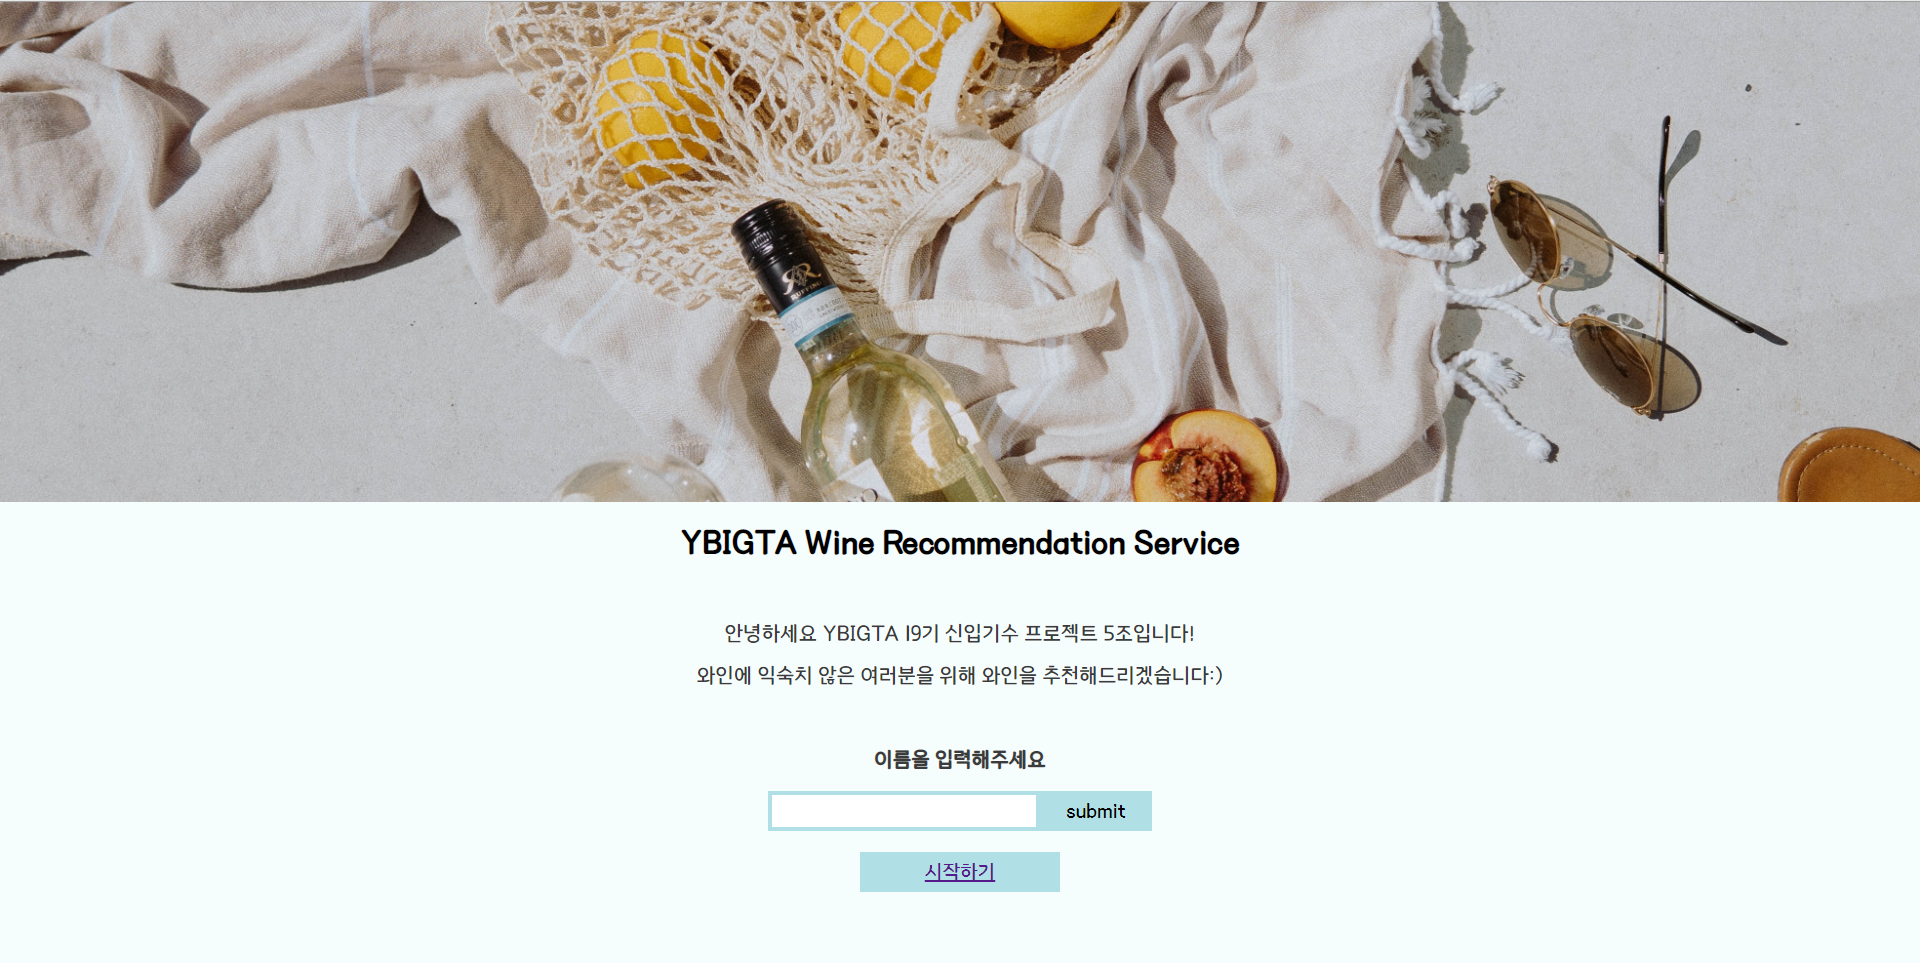 RUFFINO
YBIGTA Wine Recommendation Service
안녕하세요 YBIGTA 19기 신입기수 프로젝트 5조입니다!
와인에 익숙치 않은 여러분을 위해 와인을 추천해드리겠습니다:)
이름을 입력해주세요
submit
시작하기